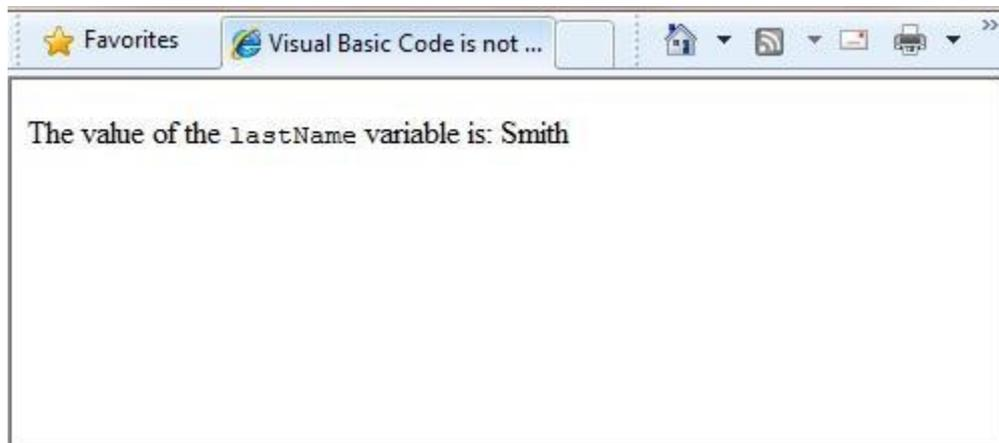 Favorites
Visual Basic Code is not ...
The value of the lastName variable is: Smith